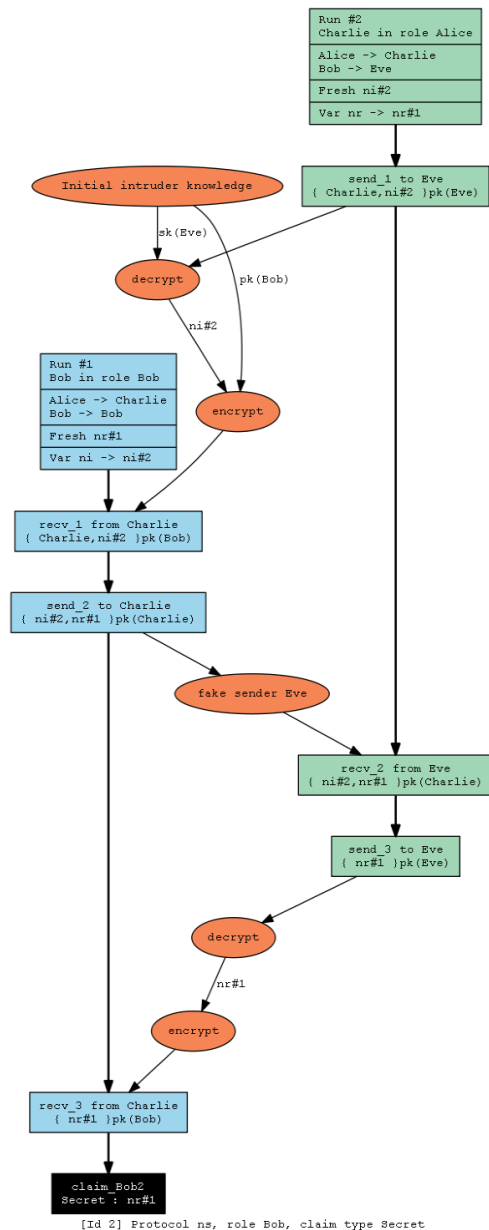 Run #2
Charlie in role Alice
Alice -> Charlie
Bob -> Eve
Fresh ni#2
Var nr -> nr#1
send_1 to Eve
{ Charlie,ni#2 }pk(Eve)
Initial intruder knowledge
sk(Eve)
decrypt
pk(Bob)
ni#2
Run #1
Bob in role Bob
Alice -> Charlie
Bob -> Bob
Fresh nr#1
Var ni -> ni#2
encrypt
recv_1 from Charlie
{ Charlie,ni#2 }pk(Bob)
send_2 to Charlie
{ ni#2,nr#1 }pk(Charlie)
fake sender Eve
recv_2 from Eve
{ ni#2,nr#1 }pk(Charlie)
send_3 to Eve
{ nr#1 }pk(Eve)
decrypt
nr#1
encrypt
recv_3 from Charlie
{ nr#1 }pk(Bob)
claim_Bob2
Secret : nr#1
[Id 2] Protocol ns, role Bob, claim type Secret